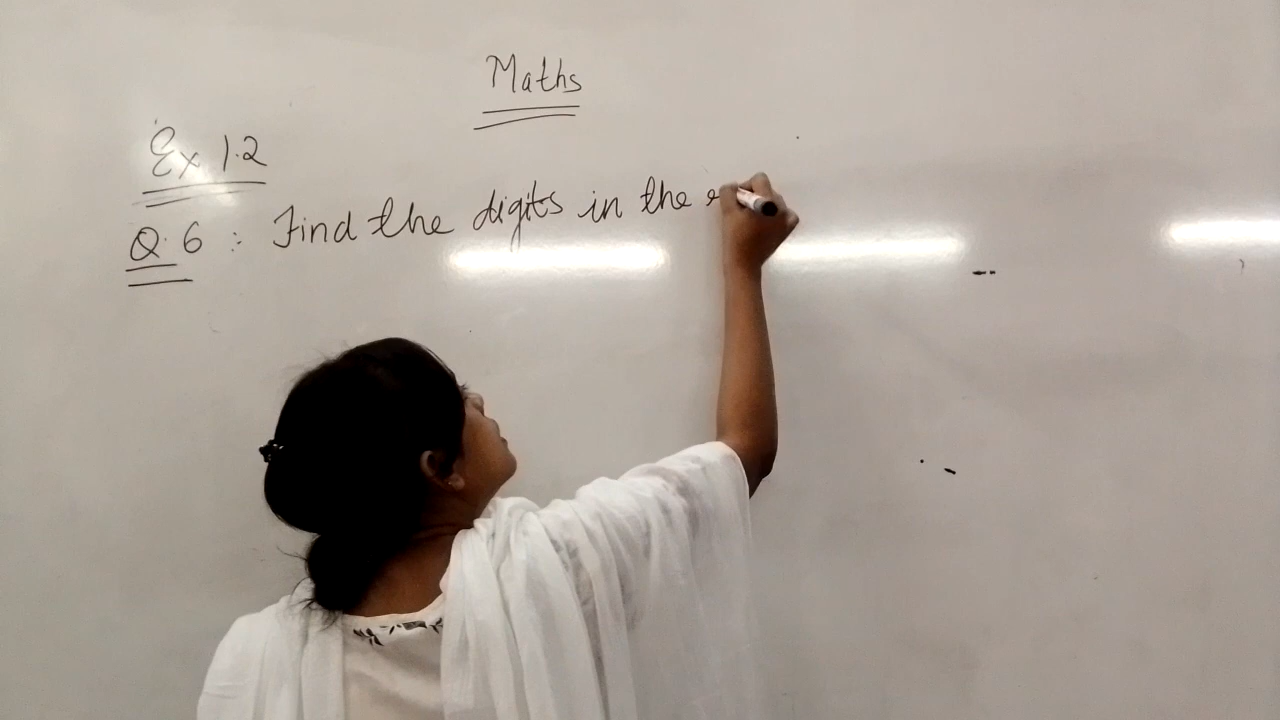 Maths
Ex 1.2
Q. 6 : Find the digits in the